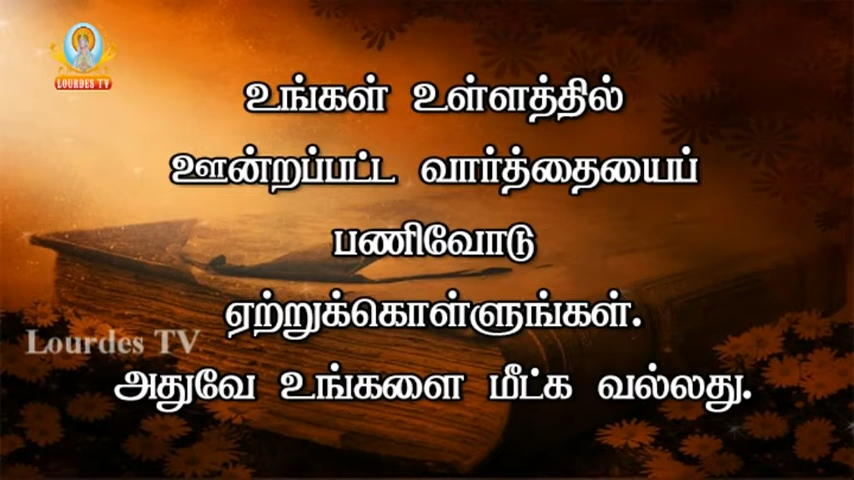 LOURDES TV
உங்கள் உள்ளத்தில்
ஊன்றப்பட்ட வார்த்தையைப்
பணிவோடு
ஏற்றுக்கொள்ளுங்கள்.
Lourdes TV
அதுவே உங்களை மீட்க வல்லது.